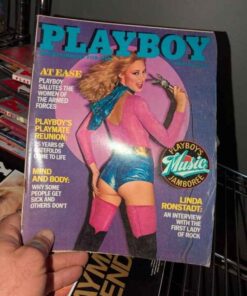 PLAYBOY
AT EASE
PLAYBOY
SALUTES THE
WOMEN OF
THE ARMED
FORCES
PLAYBOY'S
PLAYMATE
REUNION:
25 YEARS OF
CENTERFOLDS
COME TO LIFE
MIND
AND BODY:
WHY SOME
PEOPLE GET
SICK AND
OTHERS DON'T
PLAYBOY'S
Music
JAMBOREE
LINDA
RONSTADT:
AN INTERVIEW
WITH THE
FIRST LADY
OF ROCK